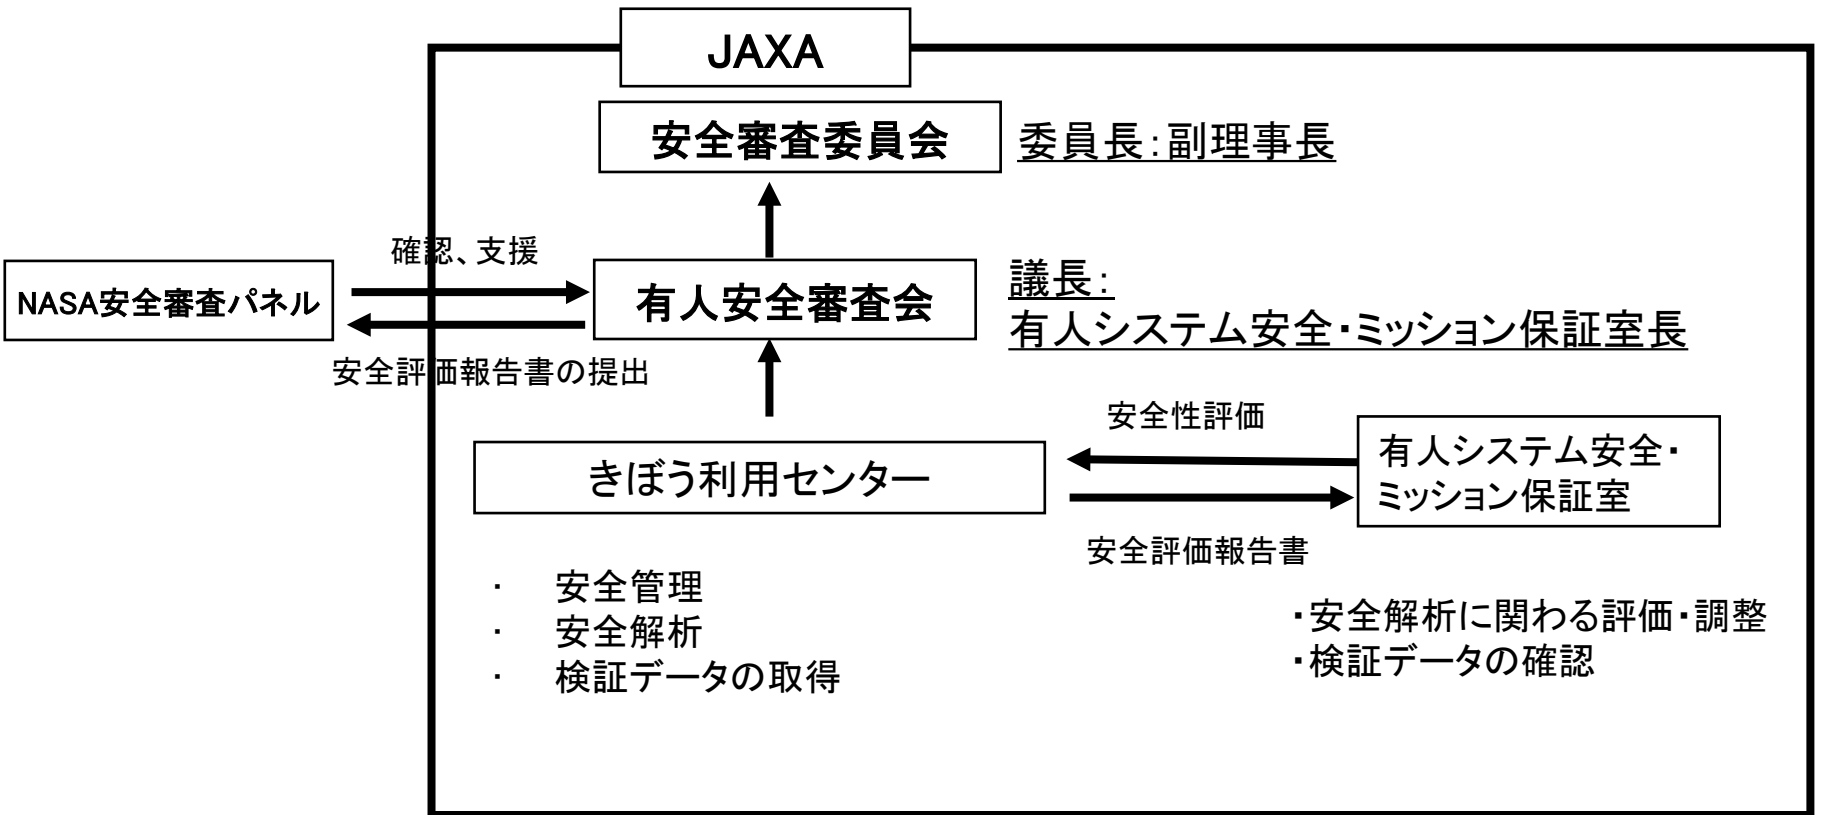 JAXA
安全審査委員会
委員長:副理事長
確認、支援
NASA安全審査パネル
有人安全審査会
議長:
有人システム安全・ミッション保証室長
安全評価報告書の提出
安全性評価
きぼう利用センター
有人システム安全・
ミッション保証室
安全評価報告書
・ 安全管理
・ 安全解析
・ 検証データの取得
・安全解析に関わる評価・調整
・検証データの確認